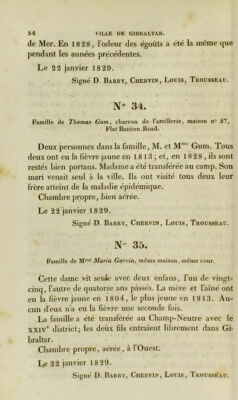 54 VILLE DE GIBRALTAR.
de Mer. En 1828, l'odeur des égoûts a été la même que
pendant les années précédentes.
Le 22 janvier 1829.
Signé D. Barry, Chervin, Louis, Trousseau.
N° 34.
Famille de Thomas Gum, charron de l'artillerie, maison n° 27,
Flat Bastion Road.
Deux personnes dans la famille, M. et Mme Gum. Tous
deux ont eu la fièvre jaune en 1813; et, en 1828, ils sont
restés bien portans. Madame a été transférée au camp. Son
mari venait seul à la ville. Ils ont visité tous deux leur
frère atteint de la maladie épidémique.
Chambre propre, bien aérée.
Le 22 janvier 1829.
Signé D. Barry, Chervin, Louis, Trousseau.
N° 35.
Famille de Mme Maria Garcia, même maison, même cour.
Cette dame vit seule avec deux enfans, l'un de vingt-
cinq, l'autre de quatorze ans passés. La mère et l'aîné ont
eu la fièvre jaune en 1804, le plus jeune en 1813. Au-
cun d'eux n'a eu la fièvre une seconde fois.
La famille a été transférée au Champ-Neutre avec le
XXIVe district; les deux fils entraient librement dans Gi-
braltar.
Chambre propre, aérée, à l'Ouest.
Le 22 janvier 1829.
Signé D. Barry, Chervin, Louis, Trousseau.